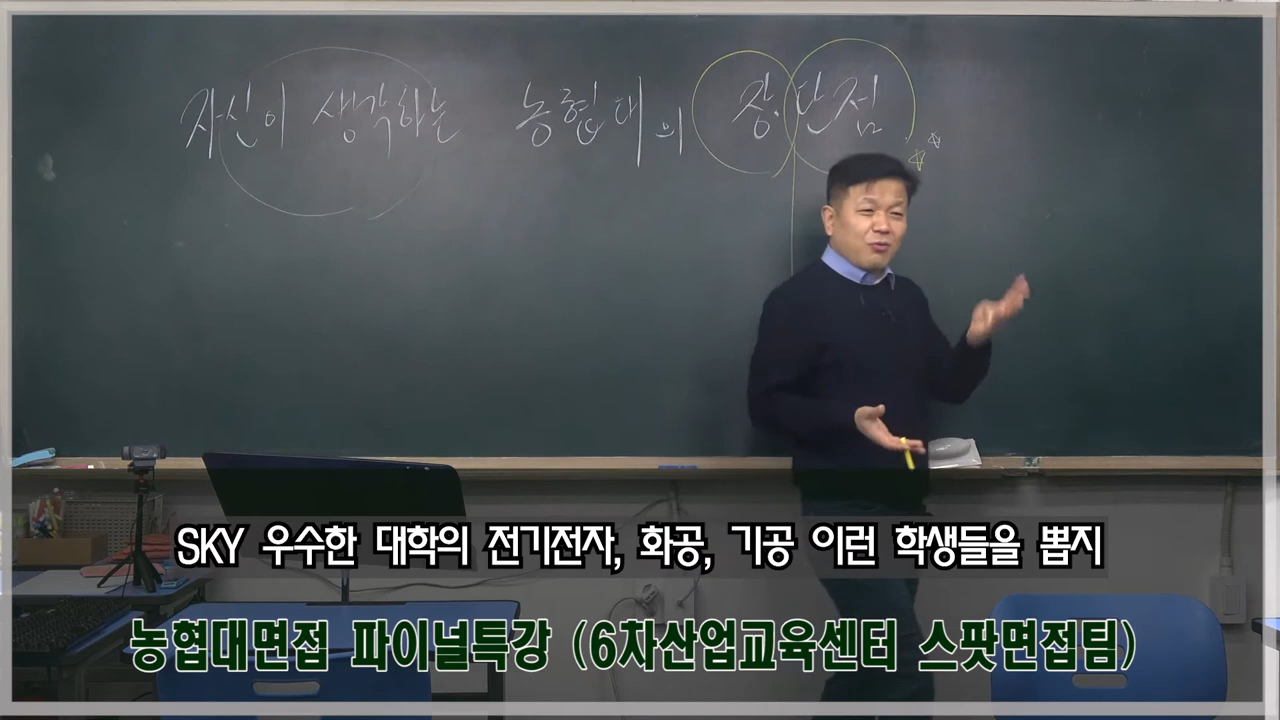 자신이 생각하는 농협대의 장.단점
SKY 우수한 대학의 전기전자, 화공, 기공 이런 학생들을 뽑지
농협대면접 파이널특강 (6차산업교육센터 스팟면접팀)